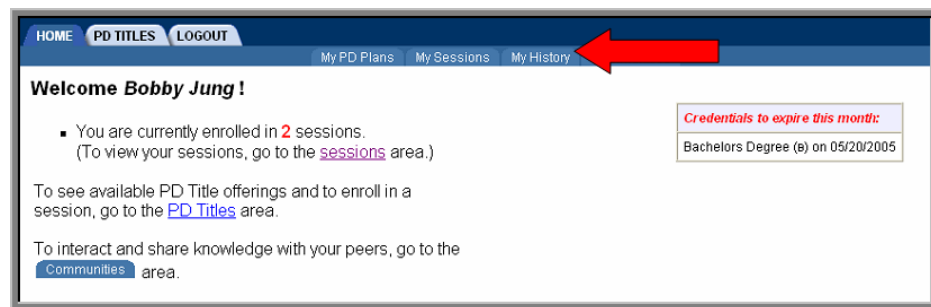 HOME PD TITLES LOGOUT
My PD Plans My Sessions My History
Welcome Bobby Jung !
▪ You are currently enrolled in 2 sessions.
(To view your sessions, go to the sessions area.)
To see available PD Title offerings and to enroll in a
session, go to the PD Titles area.
To interact and share knowledge with your peers, go to the
Communities area.
Credentials to expire this month:
Bachelors Degree (B) on 05/20/2005